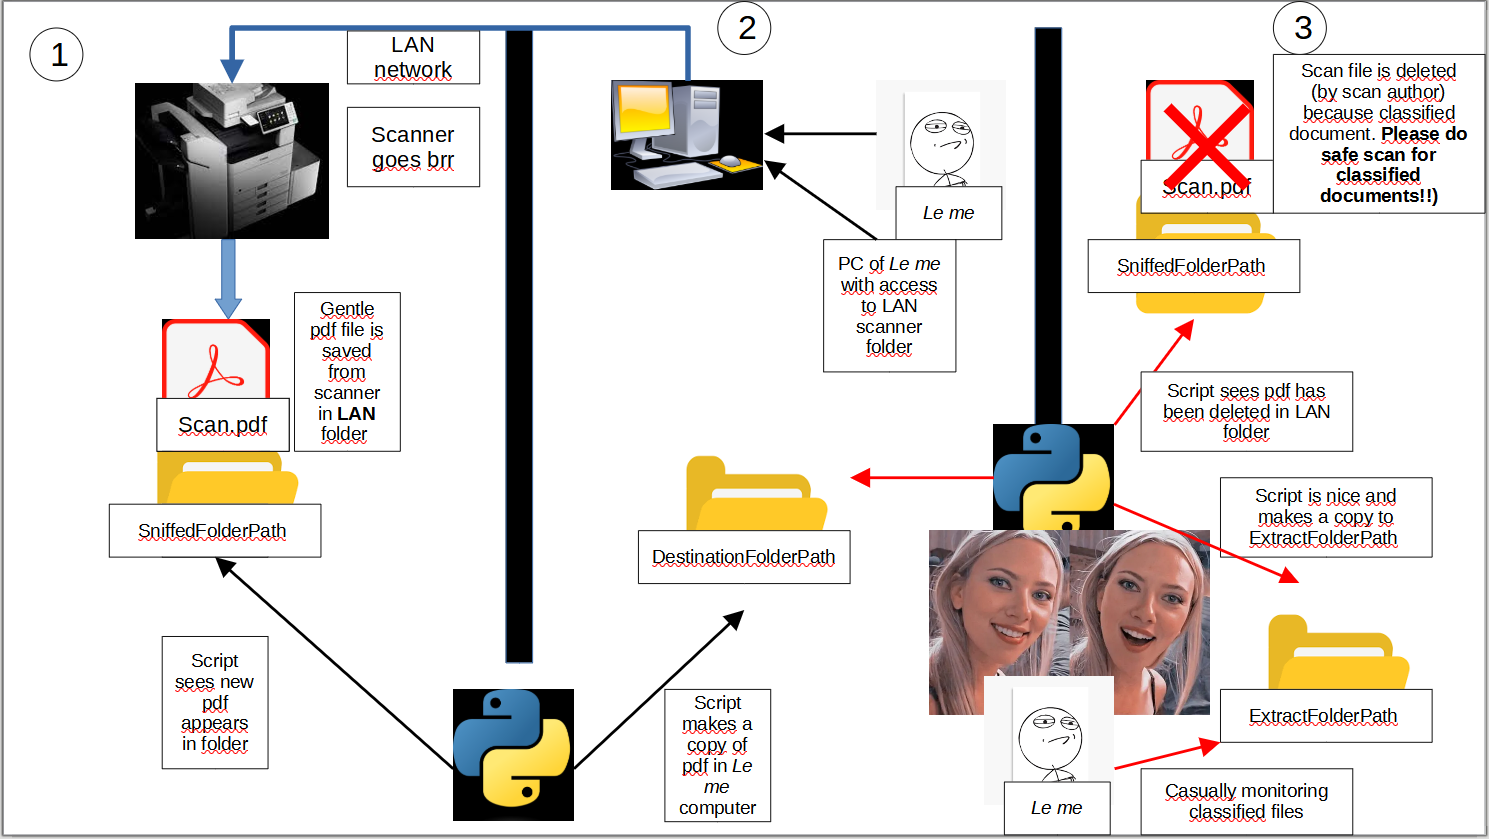 1
LAN
network
Scanner
goes brr
Gentle
pdf file is
saved
from
scanner
in LAN
folder
Scan.pdf
SniffedFolderPath
Script
sees new
pdf
appears
in folder
2
Le me
PC of Le me
with access
to LAN
scanner
folder
DestinationFolderPath
Script
makes a
copy of
pdf in Le
me
computer
3
Scan file is deleted
(by scan author)
because classified
document. Please do
safe scan for
classified
documents!!)
Scan.pdf
SniffedFolderPath
Script sees pdf has
been deleted in LAN
folder
Script is nice and
makes a copy to
ExtractFolderPath
ExtractFolderPath
Le me
Casually monitoring
classified files